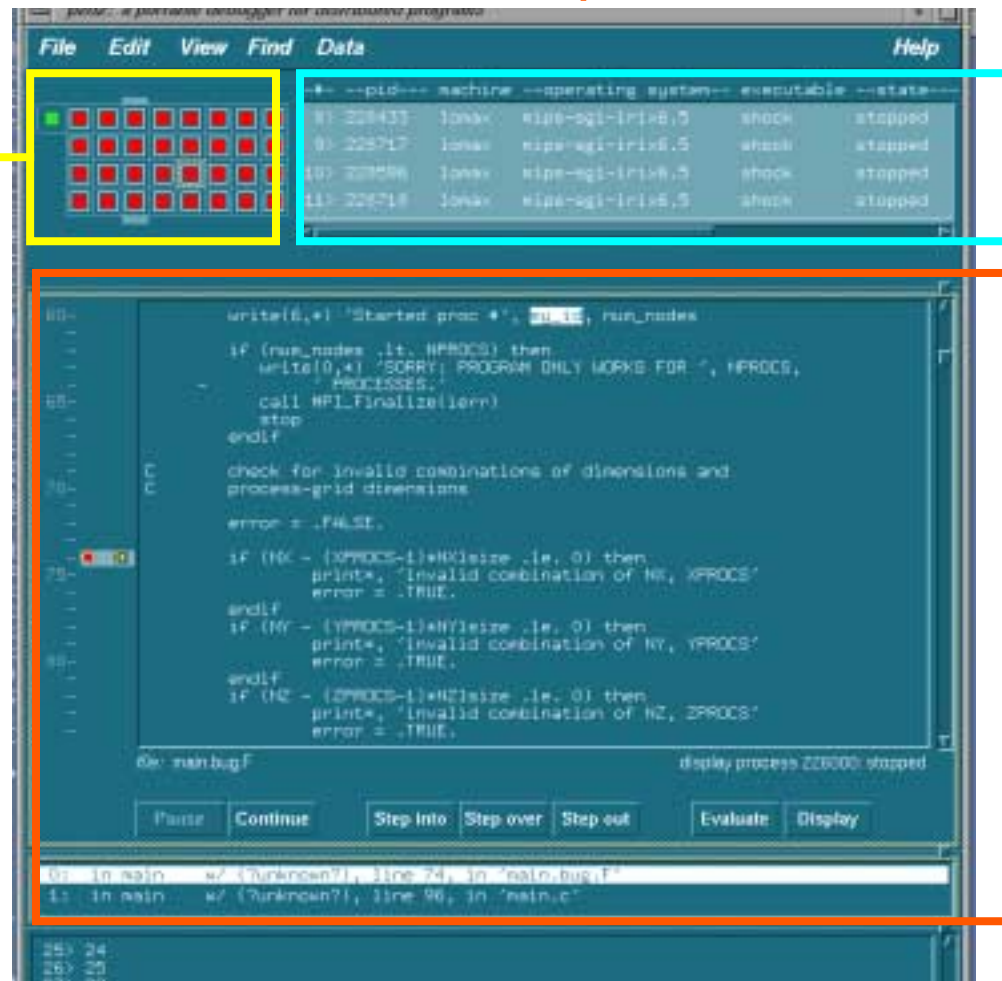 a portable debugger for distributed programs
File Edit View Find Data Help
-#- --pid--- machine --operating system-- executable --state--
8) 228433 lomax mips-sgi-irix6.5 shock stopped
9) lomax mips-sgi-irix6.5 shock stopped
10) lomax mips-sgi-irix6.5 shock stopped
11) lomax mips-sgi-irix6.5 shock stopped
60- write(6,*) 'Started proc #', my_id, num_nodes
if (num_nodes .lt. NPROCS) then
write(0,*) 'SORRY: PROGRAM ONLY WORKS FOR ', NPROCS,
~ ' PROCESSES.'
65- call MPI_Finalize(ierr)
stop
endif
C check for invalid combinations of dimensions and
70- C process-grid dimensions
error = .FALSE.
if (NX - (XPROCS-1)*NXlsize .le. 0) then
75- print*, 'Invalid combination of NX, XPROCS'
error = .TRUE.
endif
if (NY - (YPROCS-1)*NYlsize .le. 0) then
print*, 'Invalid combination of NY, YPROCS'
80- error = .TRUE.
endif
if (NZ - (ZPROCS-1)*NZlsize .le. 0) then
print*, 'Invalid combination of NZ, ZPROCS'
error = .TRUE.
file: main.bug.F display process 228000: stopped
Pause Continue Step into Step over Step out Evaluate Display
0: in main w/ (?unknown?), line 74, in 'main.bug.F'
1: in main w/ (?unknown?), line 96, in 'main.c'
25> 24
26> 25